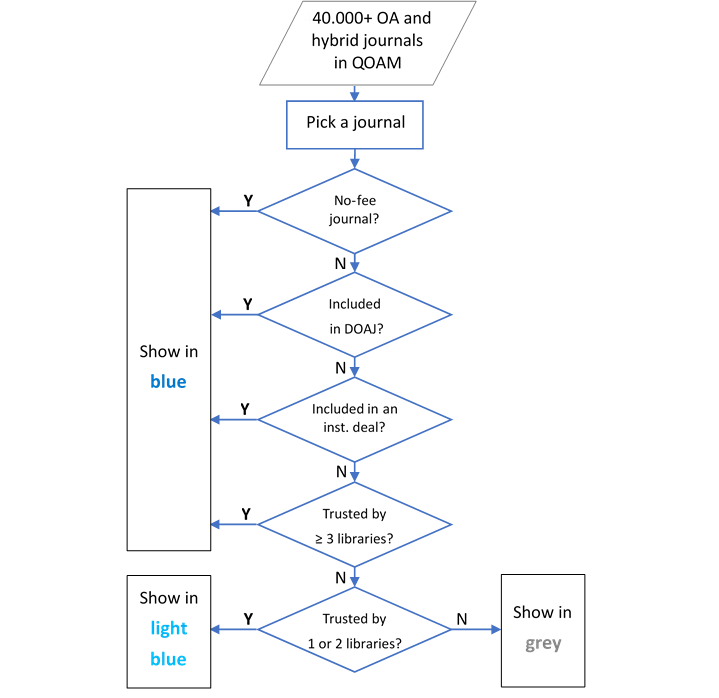 40.000+ OA and
hybrid journals
in QOAM
Pick a journal
Y
No-fee
journal?
N
Y
Included
in DOAJ?
N
Show in
blue
Y
Included in an
inst. deal?
N
Y
Trusted by
≥ 3 libraries?
N
Show in
light
blue
Y
Trusted by
1 or 2 libraries?
N
Show in
grey